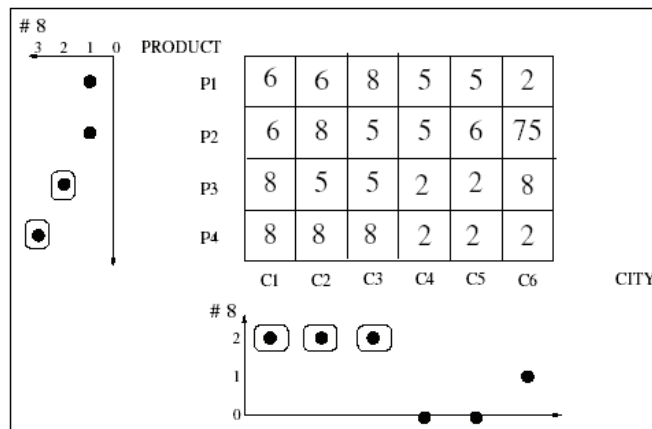 # 8
3 2 1 0 PRODUCT
P1 6 6 8 5 5 2
P2 6 8 5 5 6 75
P3 8 5 5 2 2 8
P4 8 8 8 2 2 2
C1 C2 C3 C4 C5 C6 CITY
# 8
2
1
0